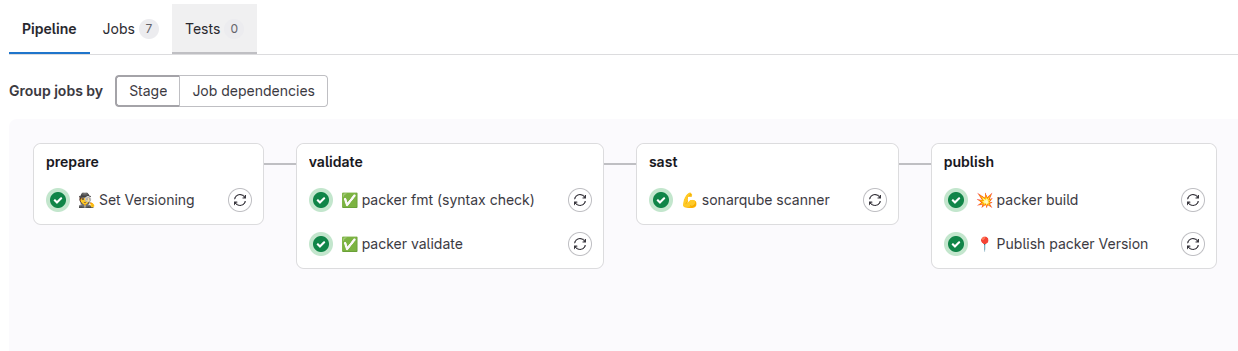 Pipeline Jobs 7 Tests 0
Group jobs by Stage Job dependencies
prepare
🕵️ Set Versioning
validate
✅ packer fmt (syntax check)
✅ packer validate
sast
💪 sonarqube scanner
publish
💥 packer build
📍 Publish packer Version